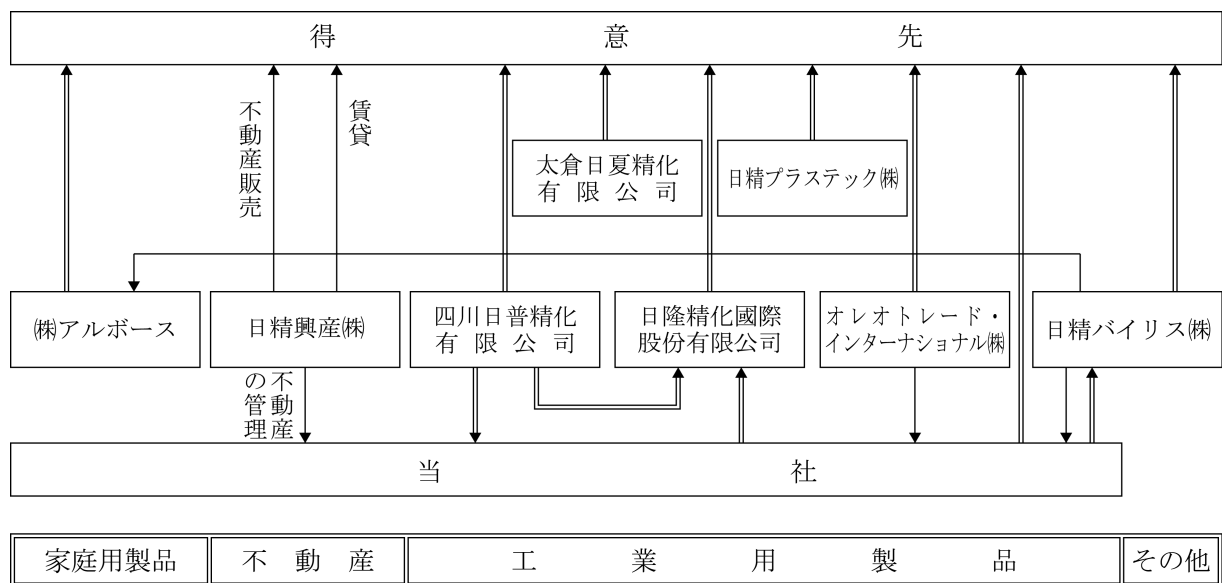 得意先
不動産販売
賃貸
太倉日夏精化
有限公司
日精プラステック㈱
㈱アルボース
日精興産㈱
四川日普精化
有限公司
日隆精化國際
股份有限公司
オレオトレード・
インターナショナル㈱
日精バイリス㈱
不動産
の管理
当社
家庭用製品
不動産
工業用製品
その他